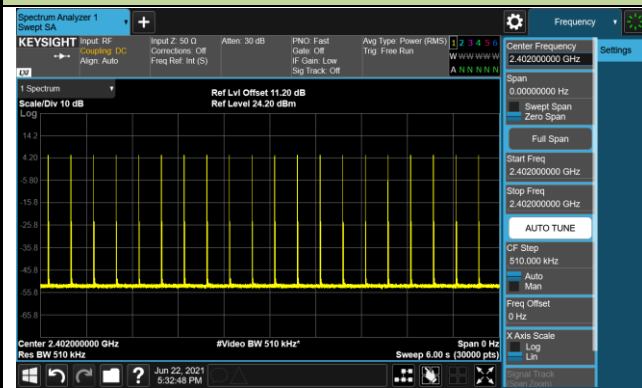 Spectrum Analyzer 1
Swept SA
Frequency
KEYSIGHT
Input: RF
Coupling: DC
Align: Auto
Input Z: 50 Ω
Corrections: Off
Freq Ref: Int (S)
Atten: 30 dB
PNO: Fast
Gate: Off
IF Gain: Low
Sig Track: Off
Avg Type: Power (RMS)
Trig: Free Run
1 2 3 4 5 6
W W W W W W
A N N N N N
LXI
Center Frequency
2.402000000 GHz
Settings
Span
0.00000000 Hz
Swept Span
Zero Span
Full Span
Start Freq
2.402000000 GHz
Stop Freq
2.402000000 GHz
AUTO TUNE
CF Step
510.000 kHz
Auto
Man
Freq Offset
0 Hz
X Axis Scale
Log
Lin
Signal Track
(Span Zoom)
1 Spectrum
Scale/Div 10 dB
Log
Ref Lvl Offset 11.20 dB
Ref Level 24.20 dBm
14.2
4.20
-5.80
-15.8
-25.8
-35.8
-45.8
-55.8
-65.8
Center 2.402000000 GHz
Res BW 510 kHz
#Video BW 510 kHz*
Span 0 Hz
Sweep 6.00 s (30000 pts)
Jun 22, 2021
5:32:48 PM